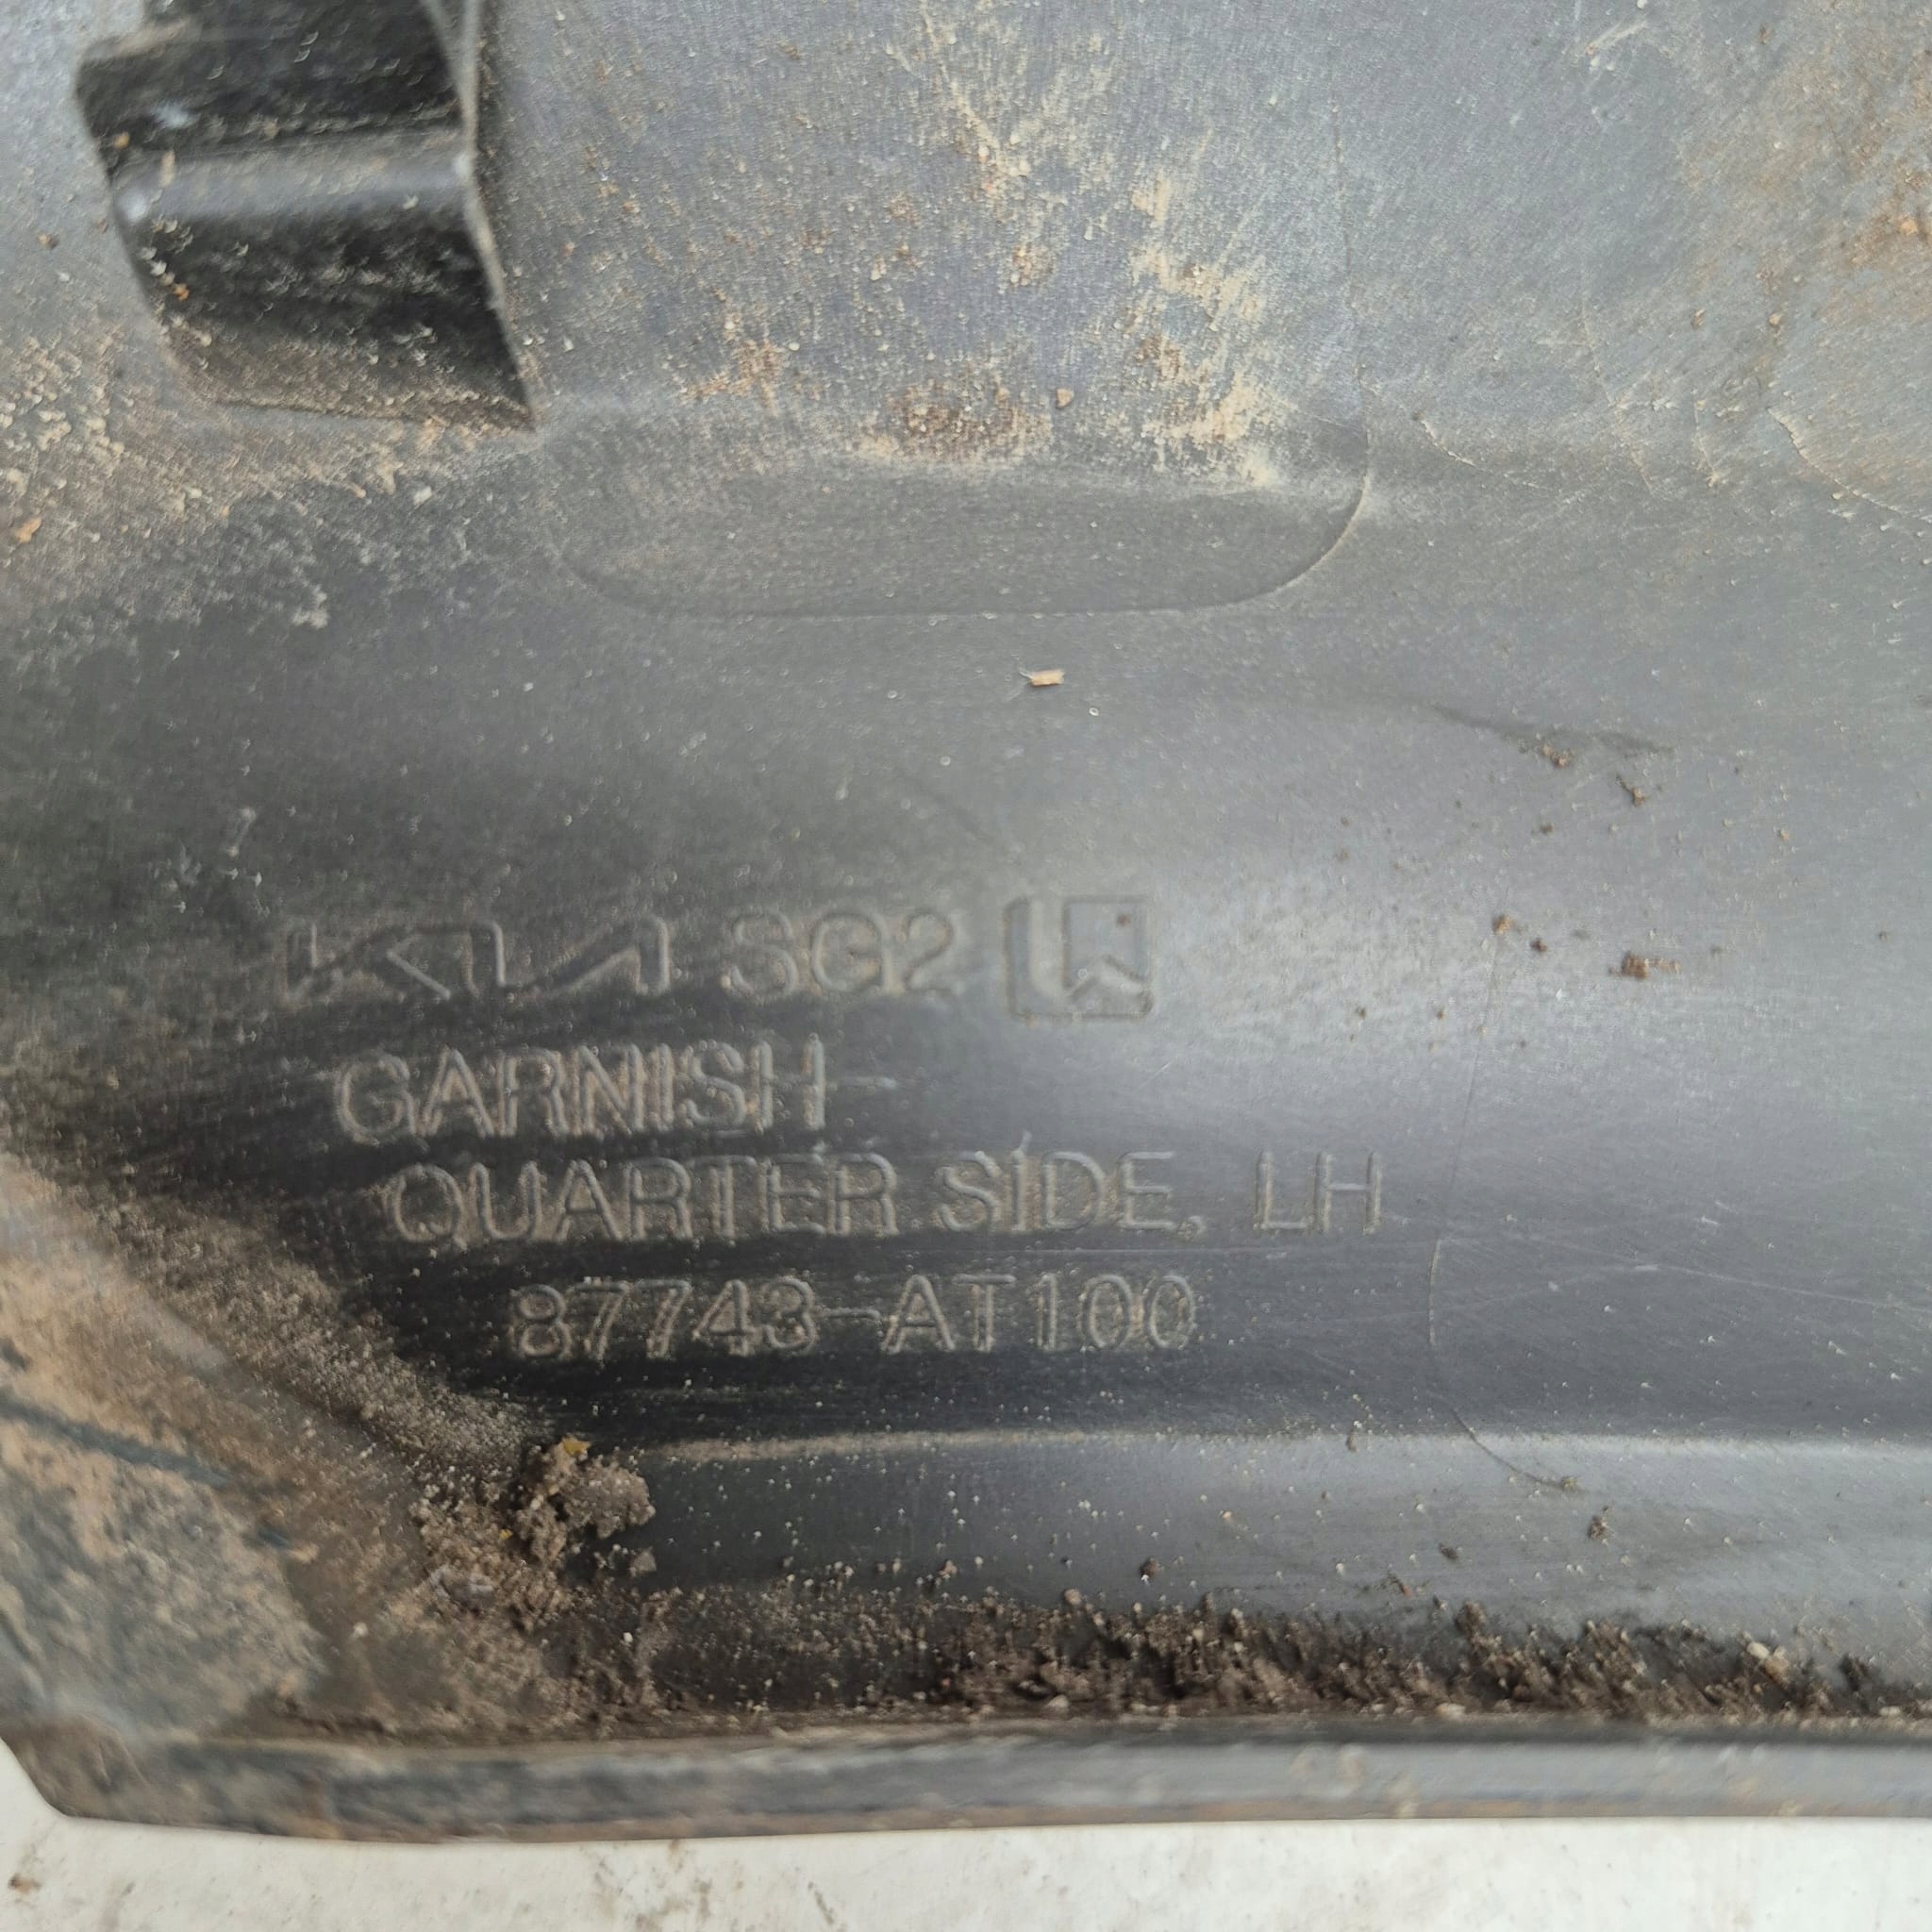 KIA SG2
GARNISH-
QUARTER SIDE, LH
87743-AT100